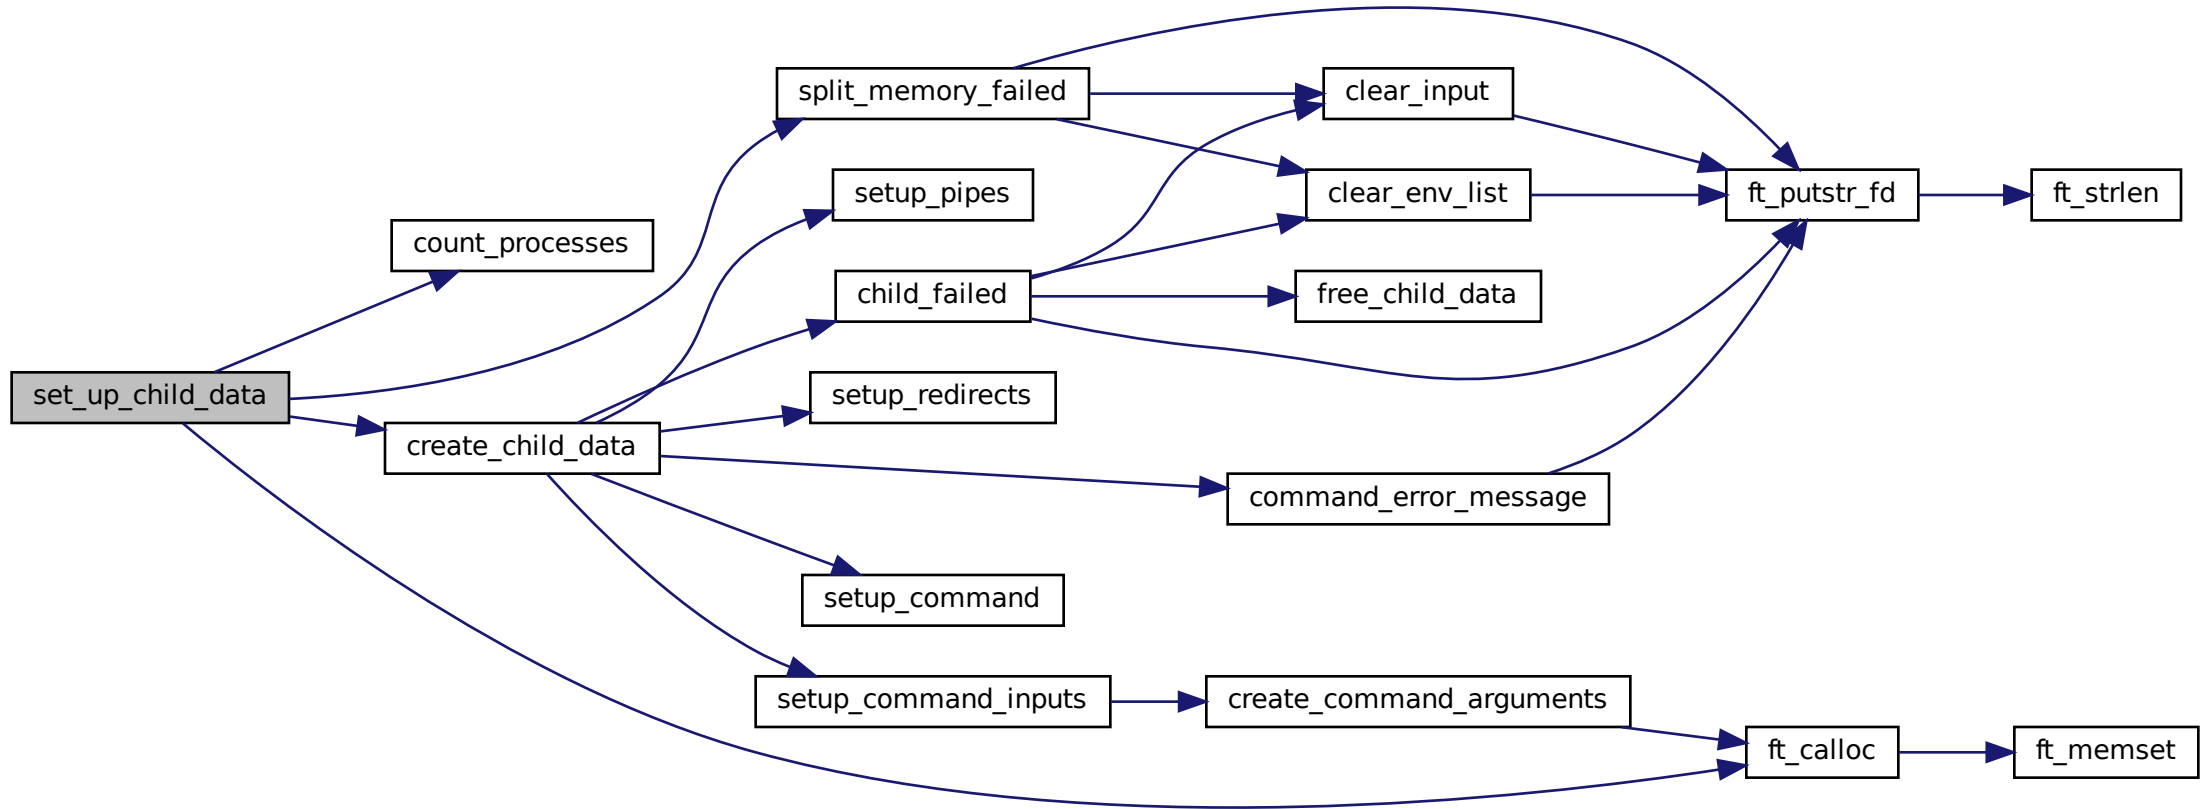 split_memory_failed
clear_input
setup_pipes
clear_env_list
ft_putstr_fd
ft_strlen
count_processes
child_failed
free_child_data
set_up_child_data
setup_redirects
create_child_data
command_error_message
setup_command
setup_command_inputs
create_command_arguments
ft_calloc
ft_memset